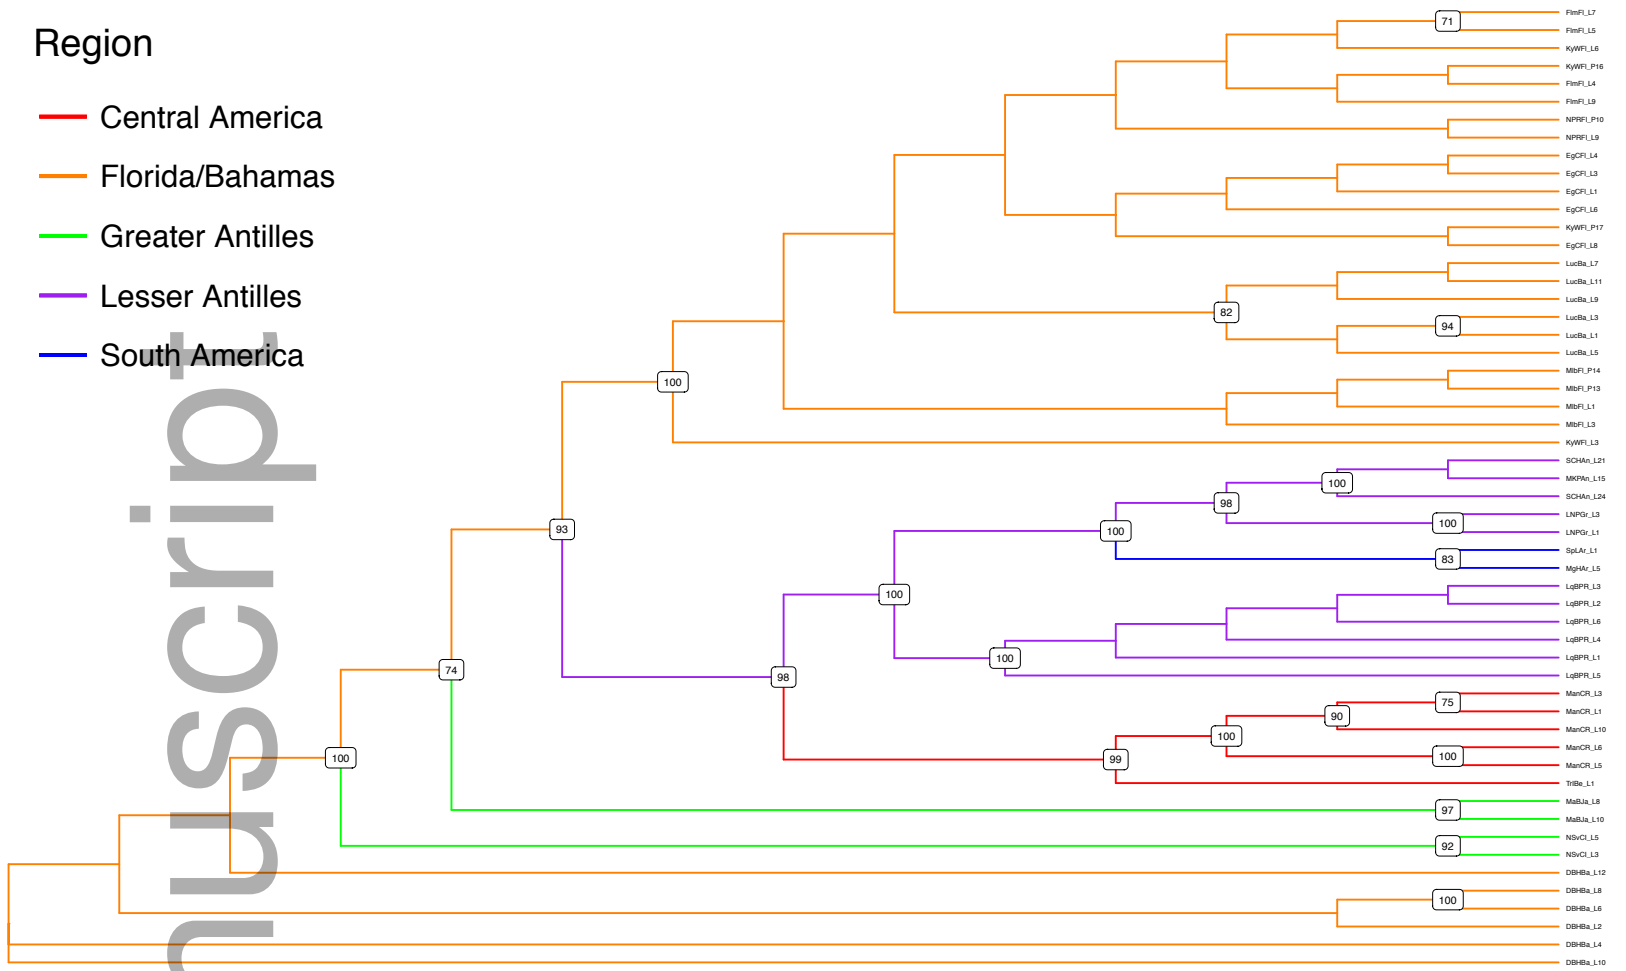 Region
Central America
Florida/Bahamas
Greater Antilles
Lesser Antilles
South America
nuscript
FlmFl_L7
71
FlmFl_L5
KyWFl_L6
KyWFl_P16
FlmFl_L4
FlmFl_L9
NPRFl_P10
NPRFl_L9
EgCFl_L4
EgCFl_L3
EgCFl_L1
EgCFl_L6
KyWFl_P17
EgCFl_L8
LucBa_L7
LucBa_L11
LucBa_L9
82
LucBa_L3
94
LucBa_L1
LucBa_L5
MlbFl_P14
100
MlbFl_P13
MlbFl_L1
MlbFl_L3
KyWFl_L3
SCHAn_L21
MKPAn_L15
100
SCHAn_L24
98
LNPGr_L3
100
93
100
LNPGr_L1
SpLAr_L1
83
MgHAr_L5
LqBPR_L3
100
LqBPR_L2
LqBPR_L6
LqBPR_L4
100
LqBPR_L1
74
98
LqBPR_L5
ManCR_L3
75
ManCR_L1
90
ManCR_L10
100
ManCR_L6
100
100
99
ManCR_L5
TrlBe_L1
MaBJa_L8
97
MaBJa_L10
NSvCl_L5
92
NSvCl_L3
DBHBa_L12
DBHBa_L8
100
DBHBa_L6
DBHBa_L2
DBHBa_L4
DBHBa_L10